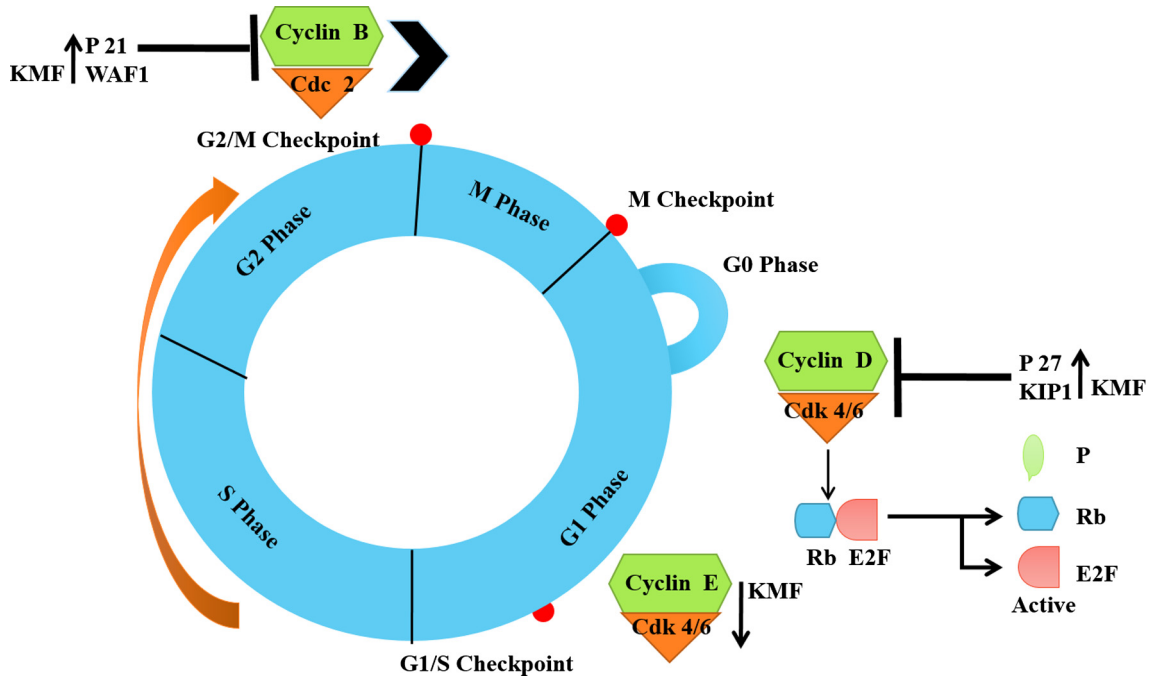 Cyclin B
P 21
KMF
WAF1
Cdc 2
G2/M Checkpoint
M Phase
M Checkpoint
G2 Phase
G0 Phase
Cyclin D
P 27
KIP1
KMF
Cdk 4/6
P
S Phase
G1 Phase
Rb
Rb E2F
Cyclin E
KMF
E2F
Active
Cdk 4/6
G1/S Checkpoint